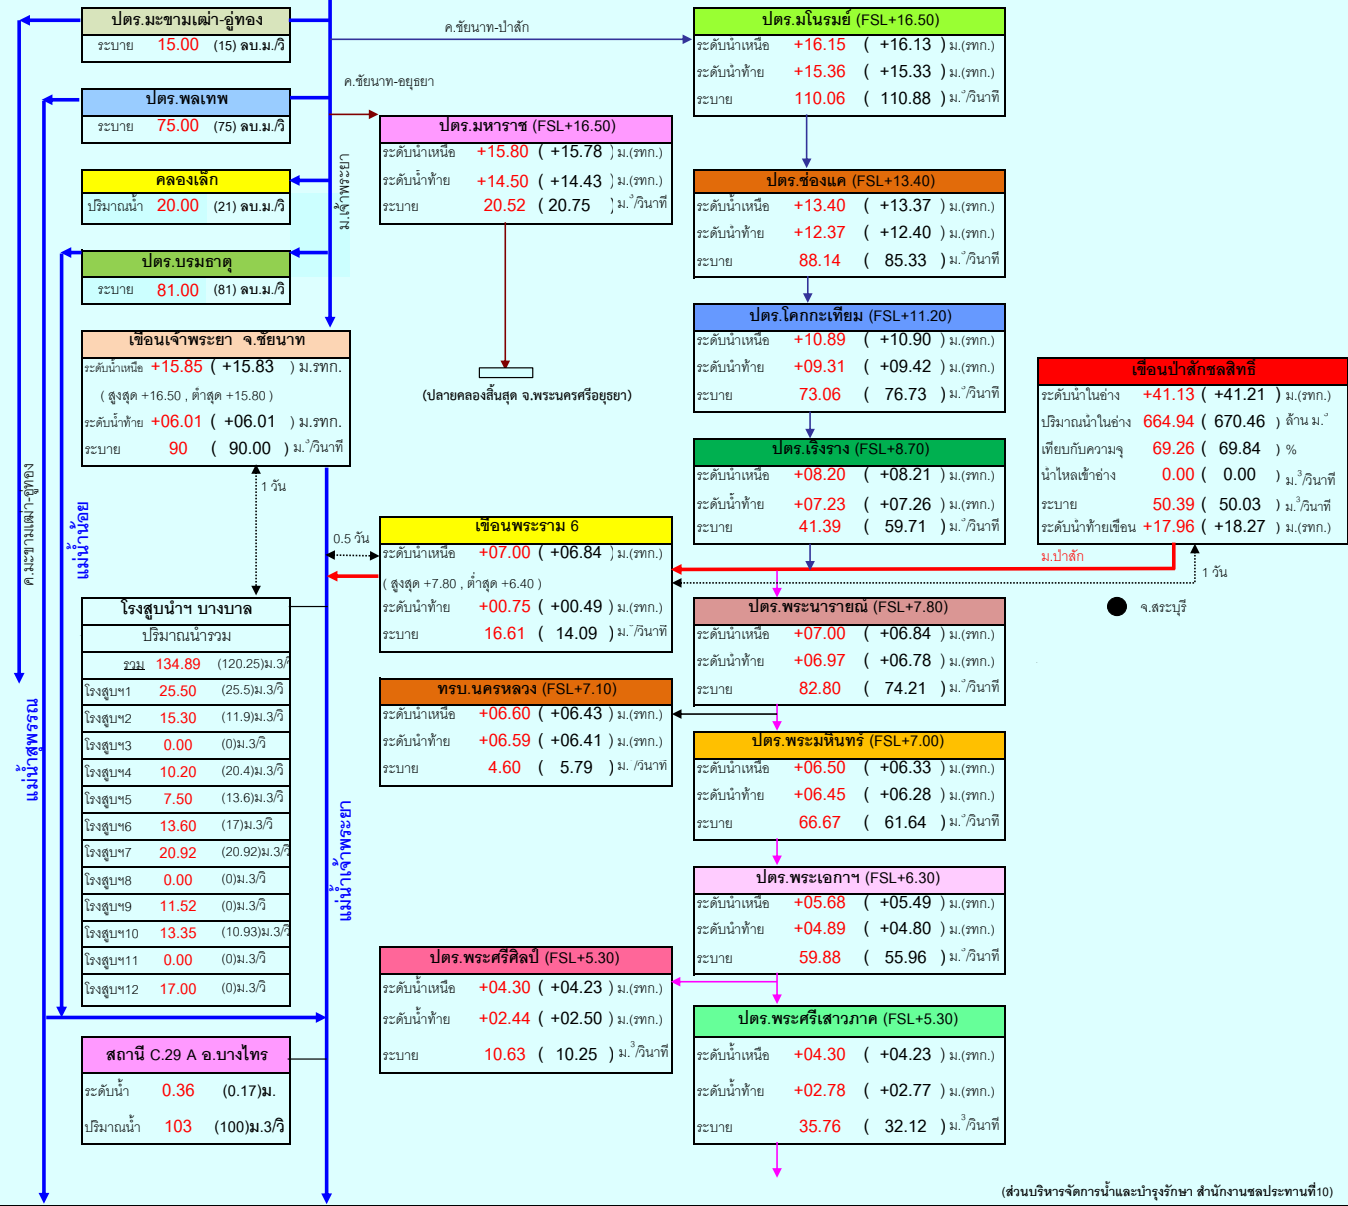 ปตร.มะขามเฒ่า-อู่ทอง
ระบาย 15.00 (15) ลบ.ม./วิ
ปตร.พลเทพ
ระบาย 75.00 (75) ลบ.ม./วิ
คลองเล็ก
ปริมาณน้ำ 20.00 (21) ลบ.ม./วิ
ปตร.บรมธาตุ
ระบาย 81.00 (81) ลบ.ม./วิ
เขื่อนเจ้าพระยา จ.ชัยนาท
ระดับน้ำเหนือ +15.85 ( +15.83 ) ม.รทก.
( สูงสุด +16.50 , ต่ำสุด +15.80 )
ระดับน้ำท้าย +06.01 ( +06.01 ) ม.รทก.
ระบาย 90 ( 90.00 ) ม.³/วินาที
1 วัน
ค.มะขามเฒ่า-อู่ทอง
แม่น้ำน้อย
แม่น้ำสุพรรณ
ม.เจ้าพระยา
แม่น้ำเจ้าพระยา
โรงสูบน้ำฯ บางบาล
ปริมาณน้ำรวม
รวม 134.89 (120.25)ม.3/วิ
โรงสูบฯ1 25.50 (25.5)ม.3/วิ
โรงสูบฯ2 15.30 (11.9)ม.3/วิ
โรงสูบฯ3 0.00 (0)ม.3/วิ
โรงสูบฯ4 10.20 (20.4)ม.3/วิ
โรงสูบฯ5 7.50 (13.6)ม.3/วิ
โรงสูบฯ6 13.60 (17)ม.3/วิ
โรงสูบฯ7 20.92 (20.92)ม.3/วิ
โรงสูบฯ8 0.00 (0)ม.3/วิ
โรงสูบฯ9 11.52 (0)ม.3/วิ
โรงสูบฯ10 13.35 (10.93)ม.3/วิ
โรงสูบฯ11 0.00 (0)ม.3/วิ
โรงสูบฯ12 17.00 (0)ม.3/วิ
สถานี C.29 A อ.บางไทร
ระดับน้ำ 0.36 (0.17)ม.
ปริมาณน้ำ 103 (100)ม.3/วิ
ค.ชัยนาท-ป่าสัก
ค.ชัยนาท-อยุธยา
ปตร.มหาราช (FSL+16.50)
ระดับน้ำเหนือ +15.80 ( +15.78 ) ม.(รทก.)
ระดับน้ำท้าย +14.50 ( +14.43 ) ม.(รทก.)
ระบาย 20.52 ( 20.75 ) ม.³/วินาที
(ปลายคลองสิ้นสุด จ.พระนครศรีอยุธยา)
0.5 วัน
เขื่อนพระราม 6
ระดับน้ำเหนือ +07.00 ( +06.84 ) ม.(รทก.)
( สูงสุด +7.80 , ต่ำสุด +6.40 )
ระดับน้ำท้าย +00.75 ( +00.49 ) ม.(รทก.)
ระบาย 16.61 ( 14.09 ) ม.³/วินาที
ทรบ.นครหลวง (FSL+7.10)
ระดับน้ำเหนือ +06.60 ( +06.43 ) ม.(รทก.)
ระดับน้ำท้าย +06.59 ( +06.41 ) ม.(รทก.)
ระบาย 4.60 ( 5.79 ) ม. /วินาที
ปตร.พระศรีศิลป์ (FSL+5.30)
ระดับน้ำเหนือ +04.30 ( +04.23 ) ม.(รทก.)
ระดับน้ำท้าย +02.44 ( +02.50 ) ม.(รทก.)
ระบาย 10.63 ( 10.25 ) ม.³/วินาที
ปตร.มโนรมย์ (FSL+16.50)
ระดับน้ำเหนือ +16.15 ( +16.13 ) ม.(รทก.)
ระดับน้ำท้าย +15.36 ( +15.33 ) ม.(รทก.)
ระบาย 110.06 ( 110.88 ) ม.³/วินาที
ปตร.ช่องแค (FSL+13.40)
ระดับน้ำเหนือ +13.40 ( +13.37 ) ม.(รทก.)
ระดับน้ำท้าย +12.37 ( +12.40 ) ม.(รทก.)
ระบาย 88.14 ( 85.33 ) ม.³/วินาที
ปตร.โคกกะเทียม (FSL+11.20)
ระดับน้ำเหนือ +10.89 ( +10.90 ) ม.(รทก.)
ระดับน้ำท้าย +09.31 ( +09.42 ) ม.(รทก.)
ระบาย 73.06 ( 76.73 ) ม.³/วินาที
ปตร.เริงราง (FSL+8.70)
ระดับน้ำเหนือ +08.20 ( +08.21 ) ม.(รทก.)
ระดับน้ำท้าย +07.23 ( +07.26 ) ม.(รทก.)
ระบาย 41.39 ( 59.71 ) ม.³/วินาที
ปตร.พระนารายณ์ (FSL+7.80)
ระดับน้ำเหนือ +07.00 ( +06.84 ) ม.(รทก.)
ระดับน้ำท้าย +06.97 ( +06.78 ) ม.(รทก.)
ระบาย 82.80 ( 74.21 ) ม.³/วินาที
ปตร.พระมหินทร์ (FSL+7.00)
ระดับน้ำเหนือ +06.50 ( +06.33 ) ม.(รทก.)
ระดับน้ำท้าย +06.45 ( +06.28 ) ม.(รทก.)
ระบาย 66.67 ( 61.64 ) ม.³/วินาที
ปตร.พระเอกาฯ (FSL+6.30)
ระดับน้ำเหนือ +05.68 ( +05.49 ) ม.(รทก.)
ระดับน้ำท้าย +04.89 ( +04.80 ) ม.(รทก.)
ระบาย 59.88 ( 55.96 ) ม.³/วินาที
ปตร.พระศรีเสาวภาค (FSL+5.30)
ระดับน้ำเหนือ +04.30 ( +04.23 ) ม.(รทก.)
ระดับน้ำท้าย +02.78 ( +02.77 ) ม.(รทก.)
ระบาย 35.76 ( 32.12 ) ม.³/วินาที
เขื่อนป่าสักชลสิทธิ์
ระดับน้ำในอ่าง +41.13 ( +41.21 ) ม.(รทก.)
ปริมาณน้ำในอ่าง 664.94 ( 670.46 ) ล้าน ม.³
เทียบกับความจุ 69.26 ( 69.84 ) %
น้ำไหลเข้าอ่าง 0.00 ( 0.00 ) ม.³/วินาที
ระบาย 50.39 ( 50.03 ) ม.³/วินาที
ระดับน้ำท้ายเขื่อน +17.96 ( +18.27 ) ม.(รทก.)
ม.ป่าสัก
1 วัน
จ.สระบุรี
(ส่วนบริหารจัดการน้ำและบำรุงรักษา สำนักงานชลประทานที่10)